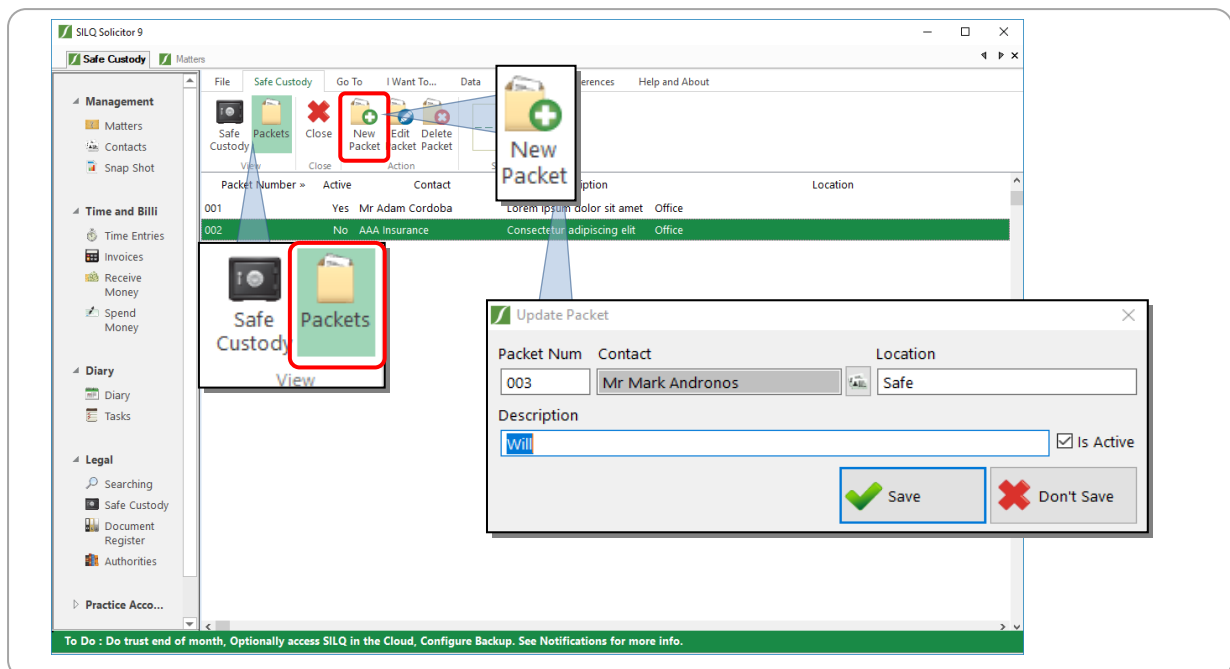 SILQ Solicitor 9
Safe Custody
Matters
File Safe Custody Go To I Want To... Data erences Help and About
Management
Matters
Contacts
Snap Shot
Time and Billi
Time Entries
Invoices
Receive
Money
Spend
Money
Diary
Diary
Tasks
Legal
Searching
Safe Custody
Document
Register
Authorities
Practice Acco...
Safe
Custody
Packets
Close
New
Packet
Edit
Packet
Delete
Packet
View
Close
Action
S
New
Packet
Packet Number » Active Contact iption Location
001 Yes Mr Adam Cordoba Lorem ipsum dolor sit amet Office
002 No AAA Insurance Consectetur adipiscing elit Office
Safe
Custody
Packets
View
Update Packet
Packet Num Contact Location
003 Mr Mark Andronos Safe
Description
Will Is Active
Save Don't Save
To Do : Do trust end of month, Optionally access SILQ in the Cloud, Configure Backup. See Notifications for more info.